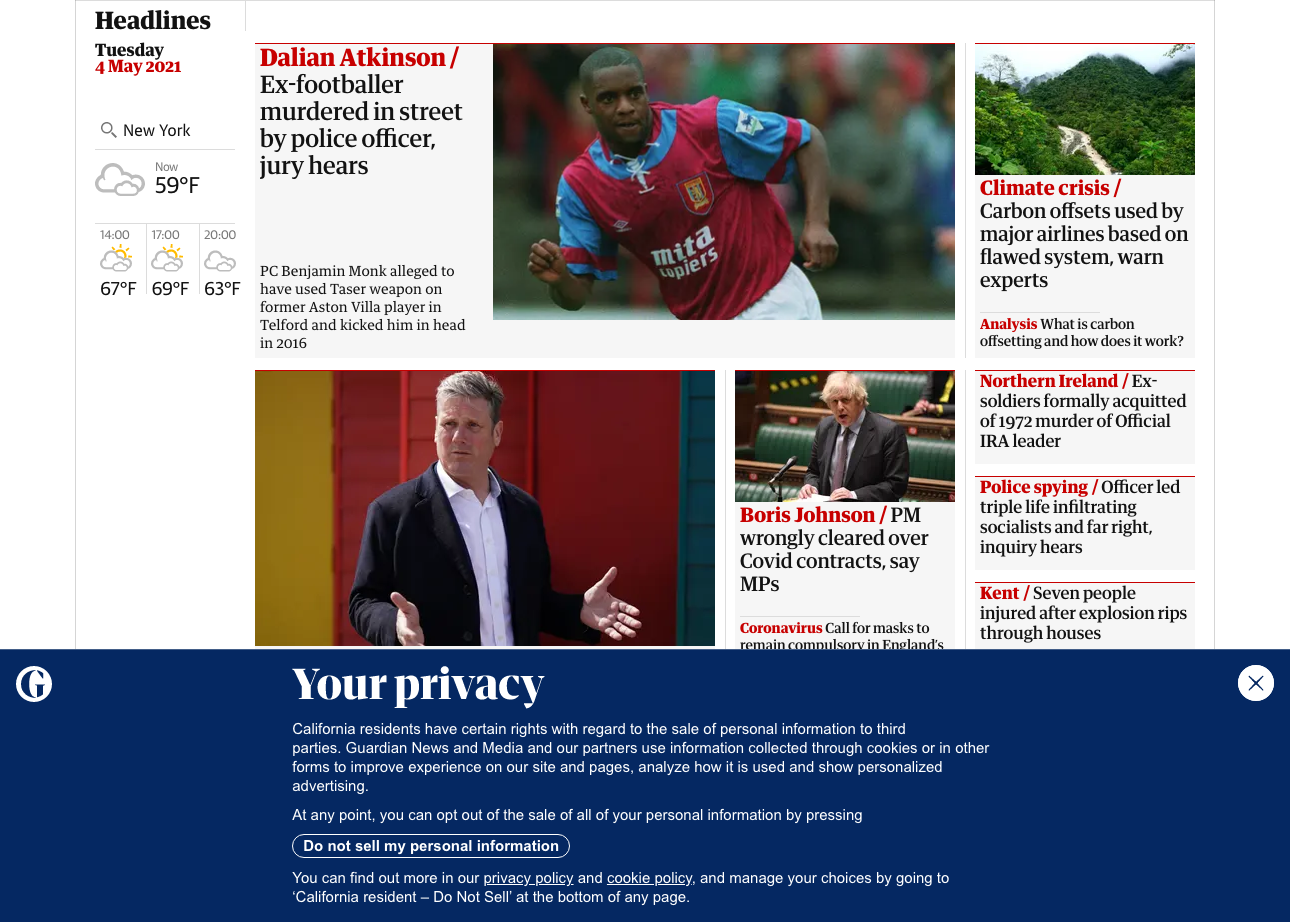 Headlines
Tuesday
4 May 2021
New York
Now
59°F
14:00
17:00
20:00
67°F
69°F
63°F
Dalian Atkinson /
Ex-footballer
murdered in street
by police officer,
jury hears
PC Benjamin Monk alleged to
have used Taser weapon on
former Aston Villa player in
Telford and kicked him in head
in 2016
mita
copiers
Climate crisis /
Carbon offsets used by
major airlines based on
flawed system, warn
experts
Analysis What is carbon
offsetting and how does it work?
Boris Johnson / PM
wrongly cleared over
Covid contracts, say
MPs
Coronavirus Call for masks to
remain compulsory in England's
Northern Ireland / Ex-
soldiers formally acquitted
of 1972 murder of Official
IRA leader
Police spying / Officer led
triple life infiltrating
socialists and far right,
inquiry hears
Kent / Seven people
injured after explosion rips
through houses
Your privacy
California residents have certain rights with regard to the sale of personal information to third
parties. Guardian News and Media and our partners use information collected through cookies or in other
forms to improve experience on our site and pages, analyze how it is used and show personalized
advertising.
At any point, you can opt out of the sale of all of your personal information by pressing
Do not sell my personal information
You can find out more in our privacy policy and cookie policy, and manage your choices by going to
‘California resident – Do Not Sell’ at the bottom of any page.